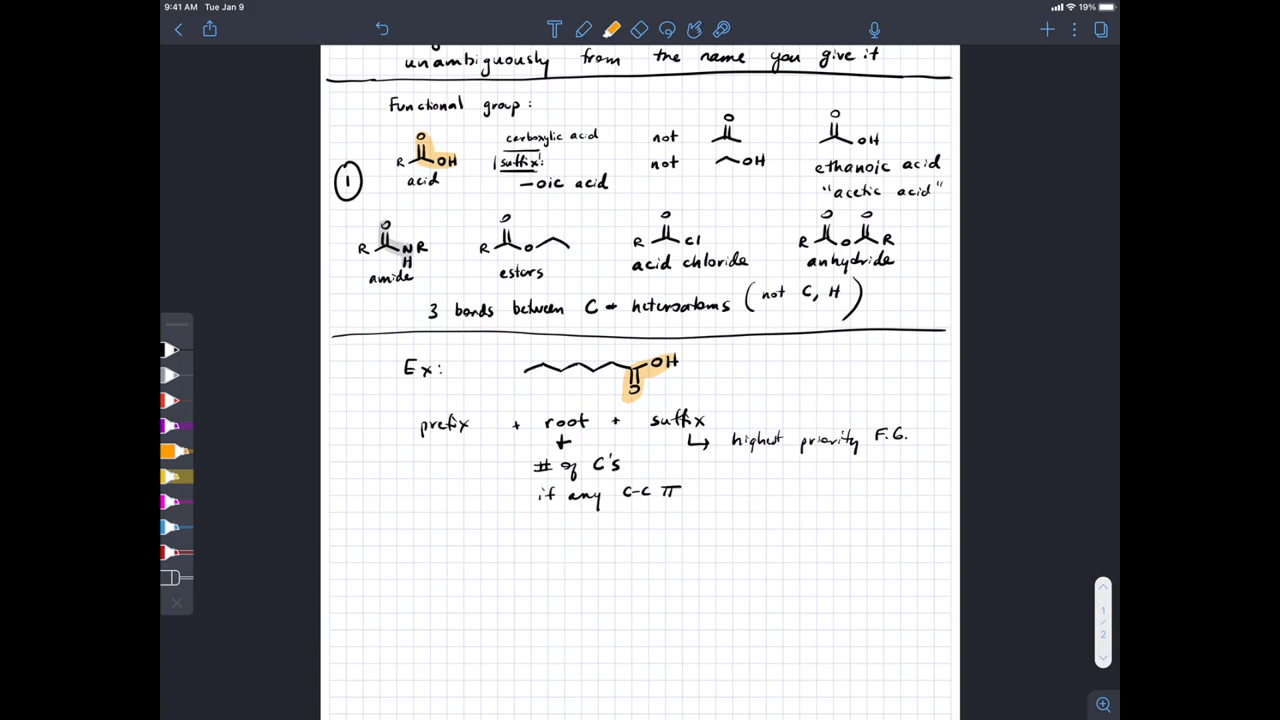 9:41 AM Tue Jan 9
19%
unambiguously from the name you give it
Functional group :
O
R OH
acid
carboxylic acid
suffix:
-oic acid
not
O
not
OH
O
OH
ethanoic acid
"acetic acid"
1
O
R N R
H
amide
O
R O
esters
O
R Cl
acid chloride
O O
R O R
anhydride
3 bonds between C + heteroatoms (not C, H)
Ex:
OH
O
prefix + root + suffix
↳ highest priority F.G.
# of C's
if any C-C π
1
/
2